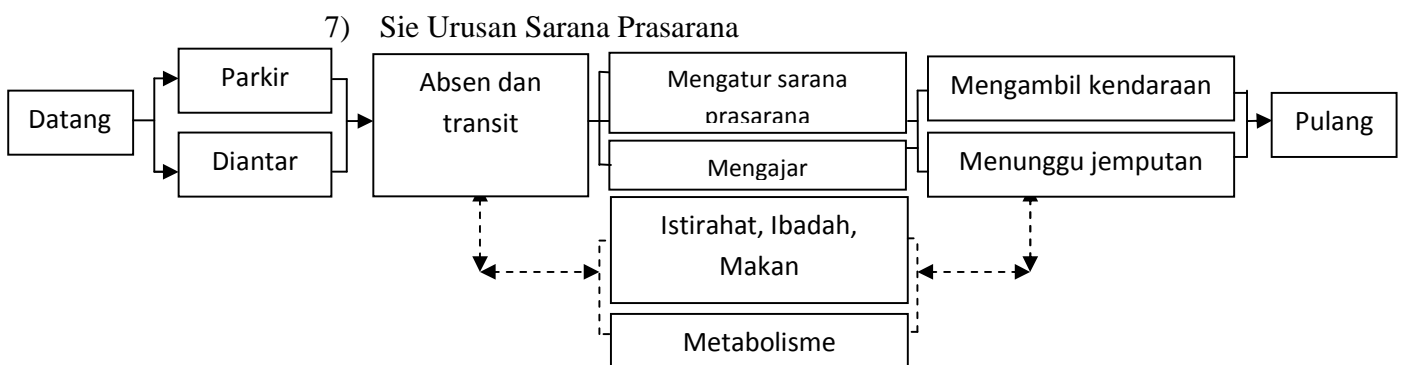 7) Sie Urusan Sarana Prasarana
Datang
Parkir
Diantar
Absen dan
transit
Mengatur sarana
prasarana
Mengajar
Istirahat, Ibadah,
Makan
Metabolisme
Mengambil kendaraan
Menunggu jemputan
Pulang